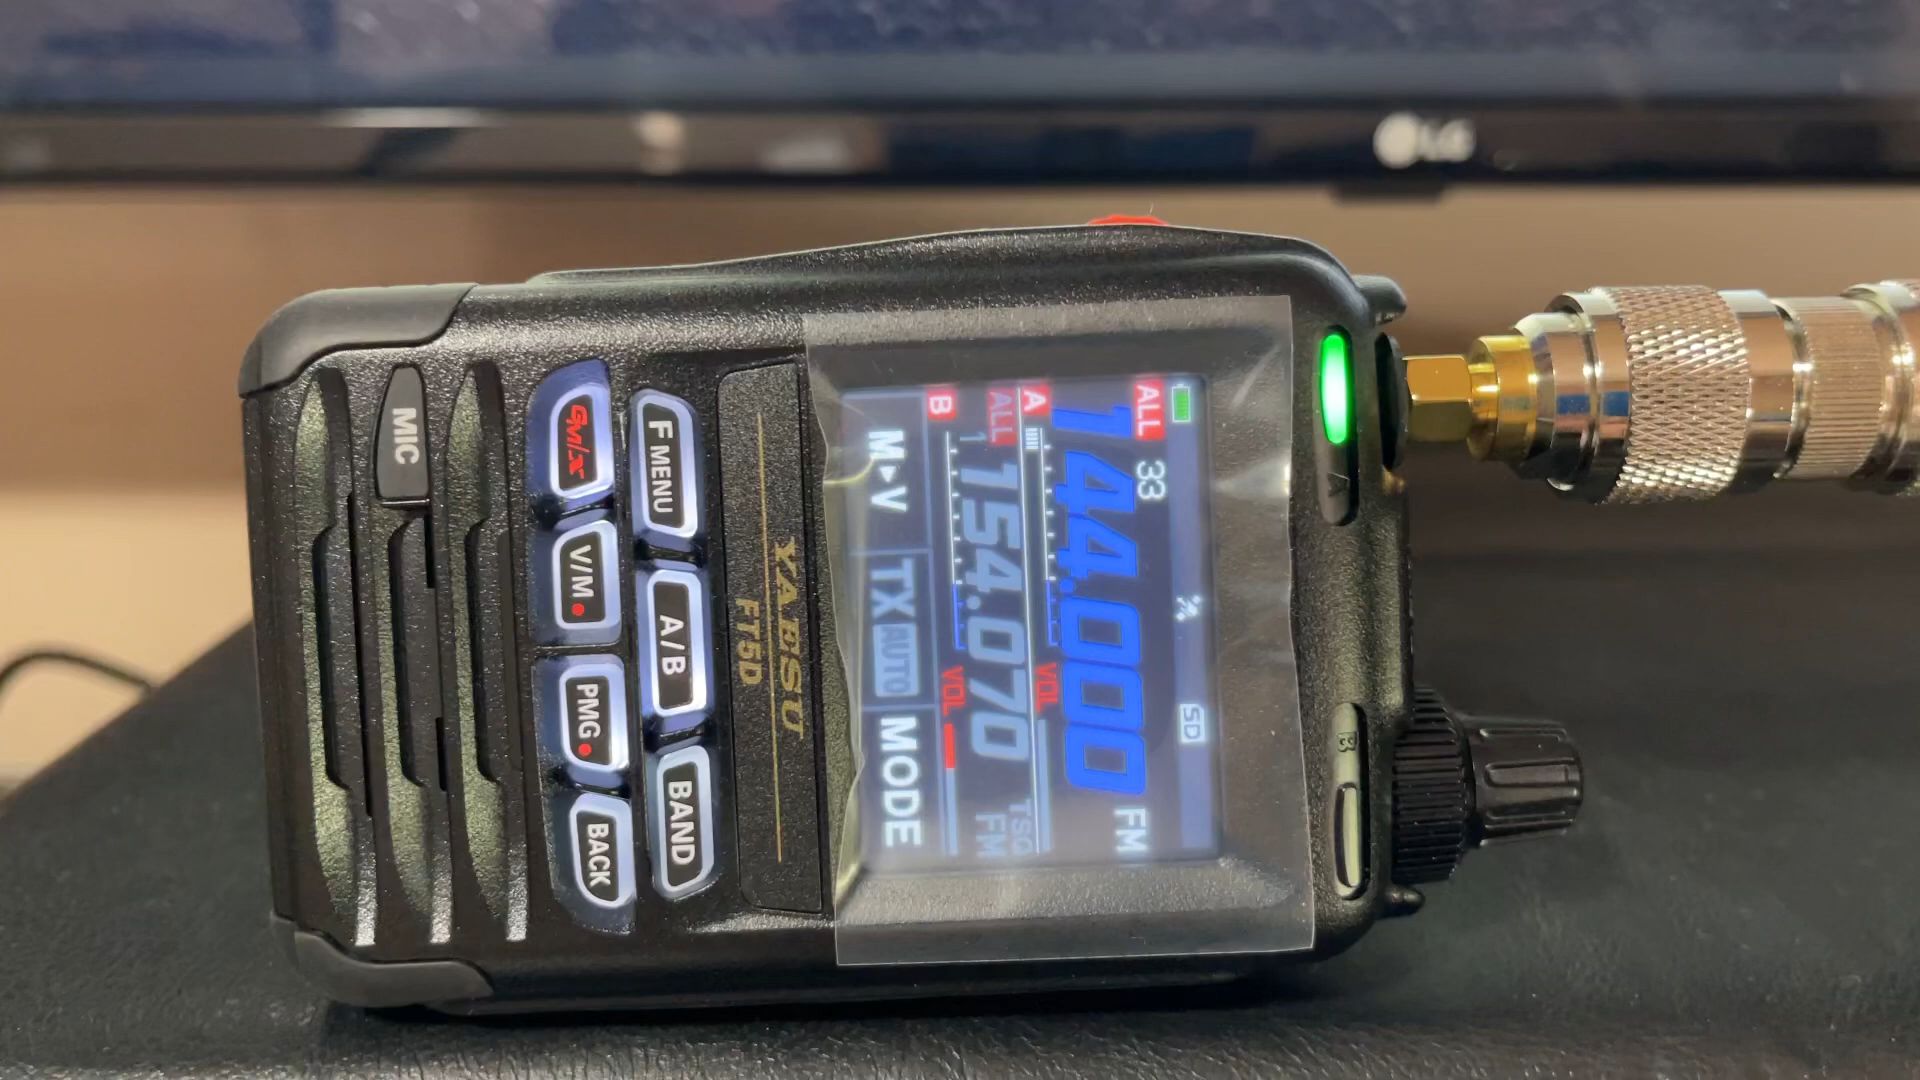 LG
SD
ALL 33
144.000 FM
A VOL TSQ
ALL 1 154.070 FM
B VOL
M▸V TX AUTO MODE
YAESU
FT5D
F MENU A/B BAND
GM/X V/M PMG BACK
MIC
A
B